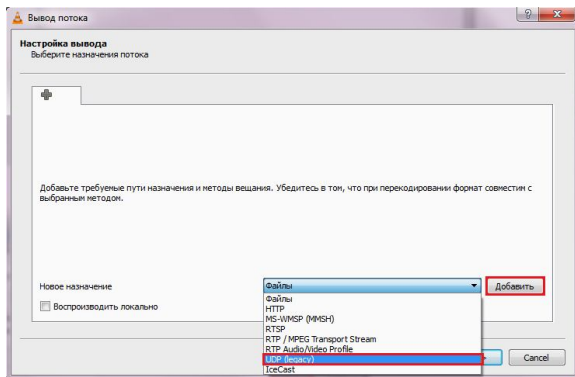 Вывод потока
Настройка вывода
Выберите назначения потока
Добавьте требуемые пути назначения и методы вещания. Убедитесь в том, что при перекодировании формат совместим с
выбранным методом.
Новое назначение
Файлы
Добавить
Воспроизводить локально
Файлы
HTTP
MS-WMSP (MMSH)
RTSP
RTP / MPEG Transport Stream
RTP Audio/Video Profile
UDP (legacy)
IceCast
Cancel